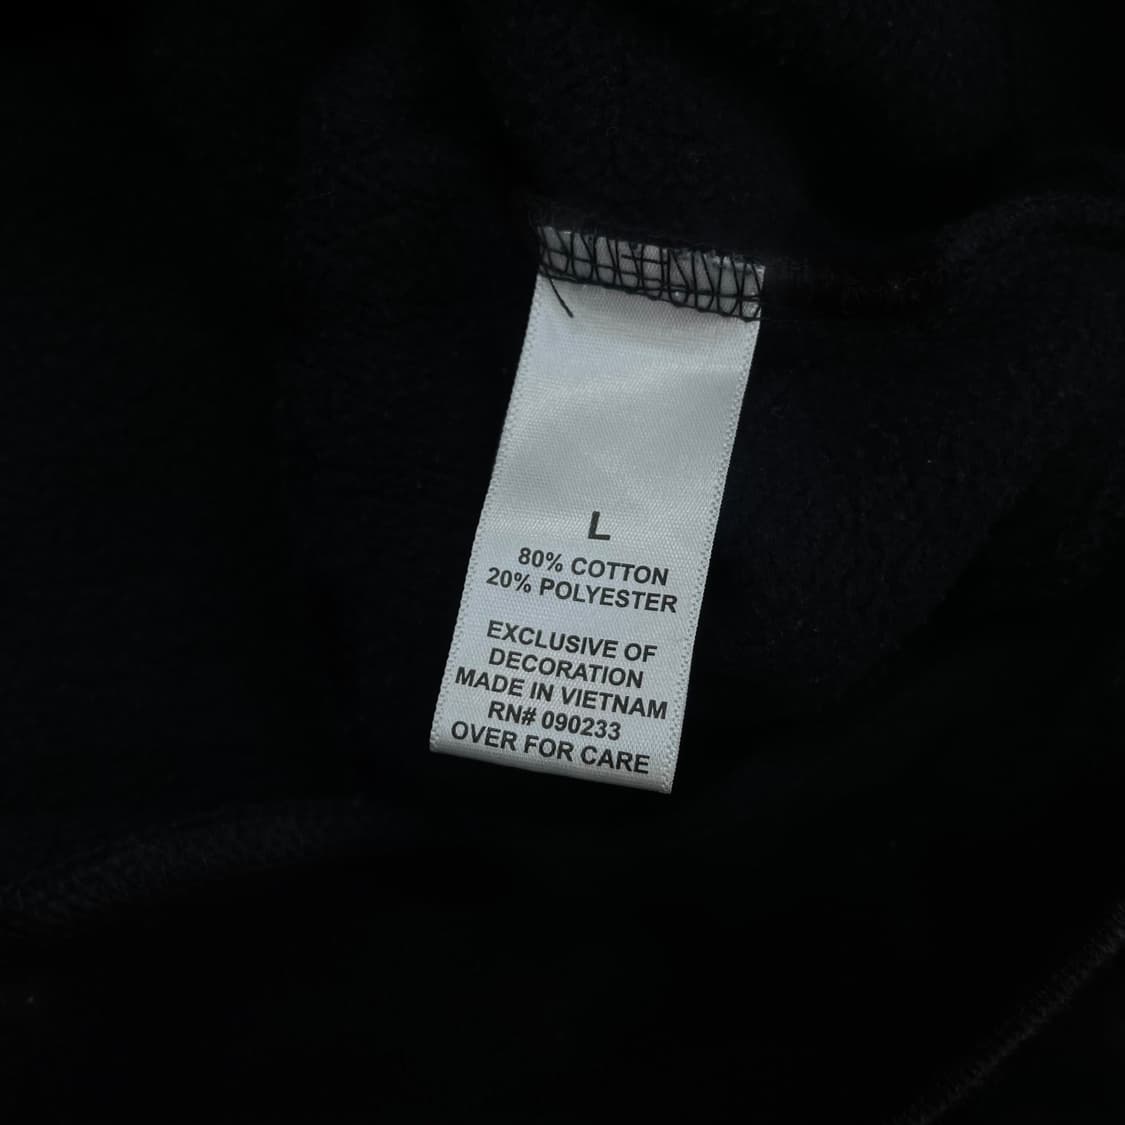 L
80% COTTON
20% POLYESTER
EXCLUSIVE OF
DECORATION
MADE IN VIETNAM
RN# 090233
OVER FOR CARE